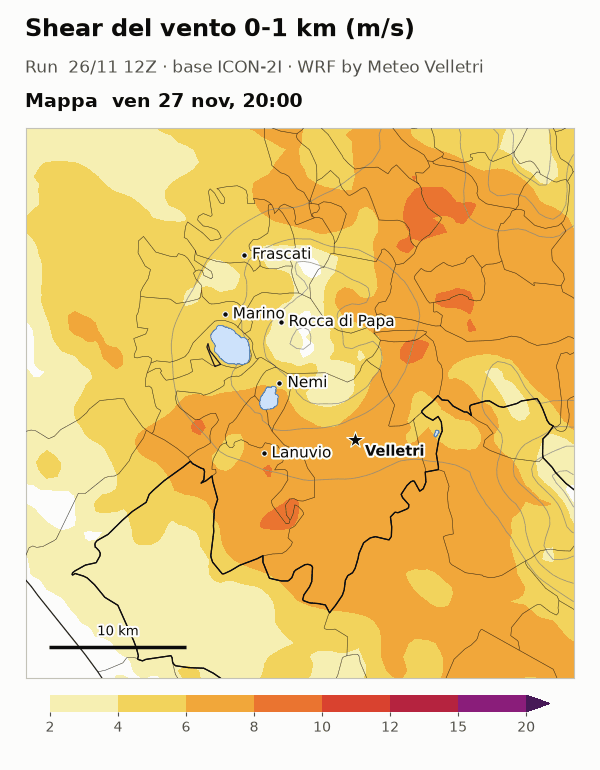 Shear del vento 0-1 km (m/s)
Run 26/11 12Z · base ICON-2I · WRF by Meteo Velletri
Mappa ven 27 nov, 20:00
Frascati
Marino
Rocca di Papa
Nemi
Velletri
Lanuvio
10 km
2 4 6 8 10 12 15 20